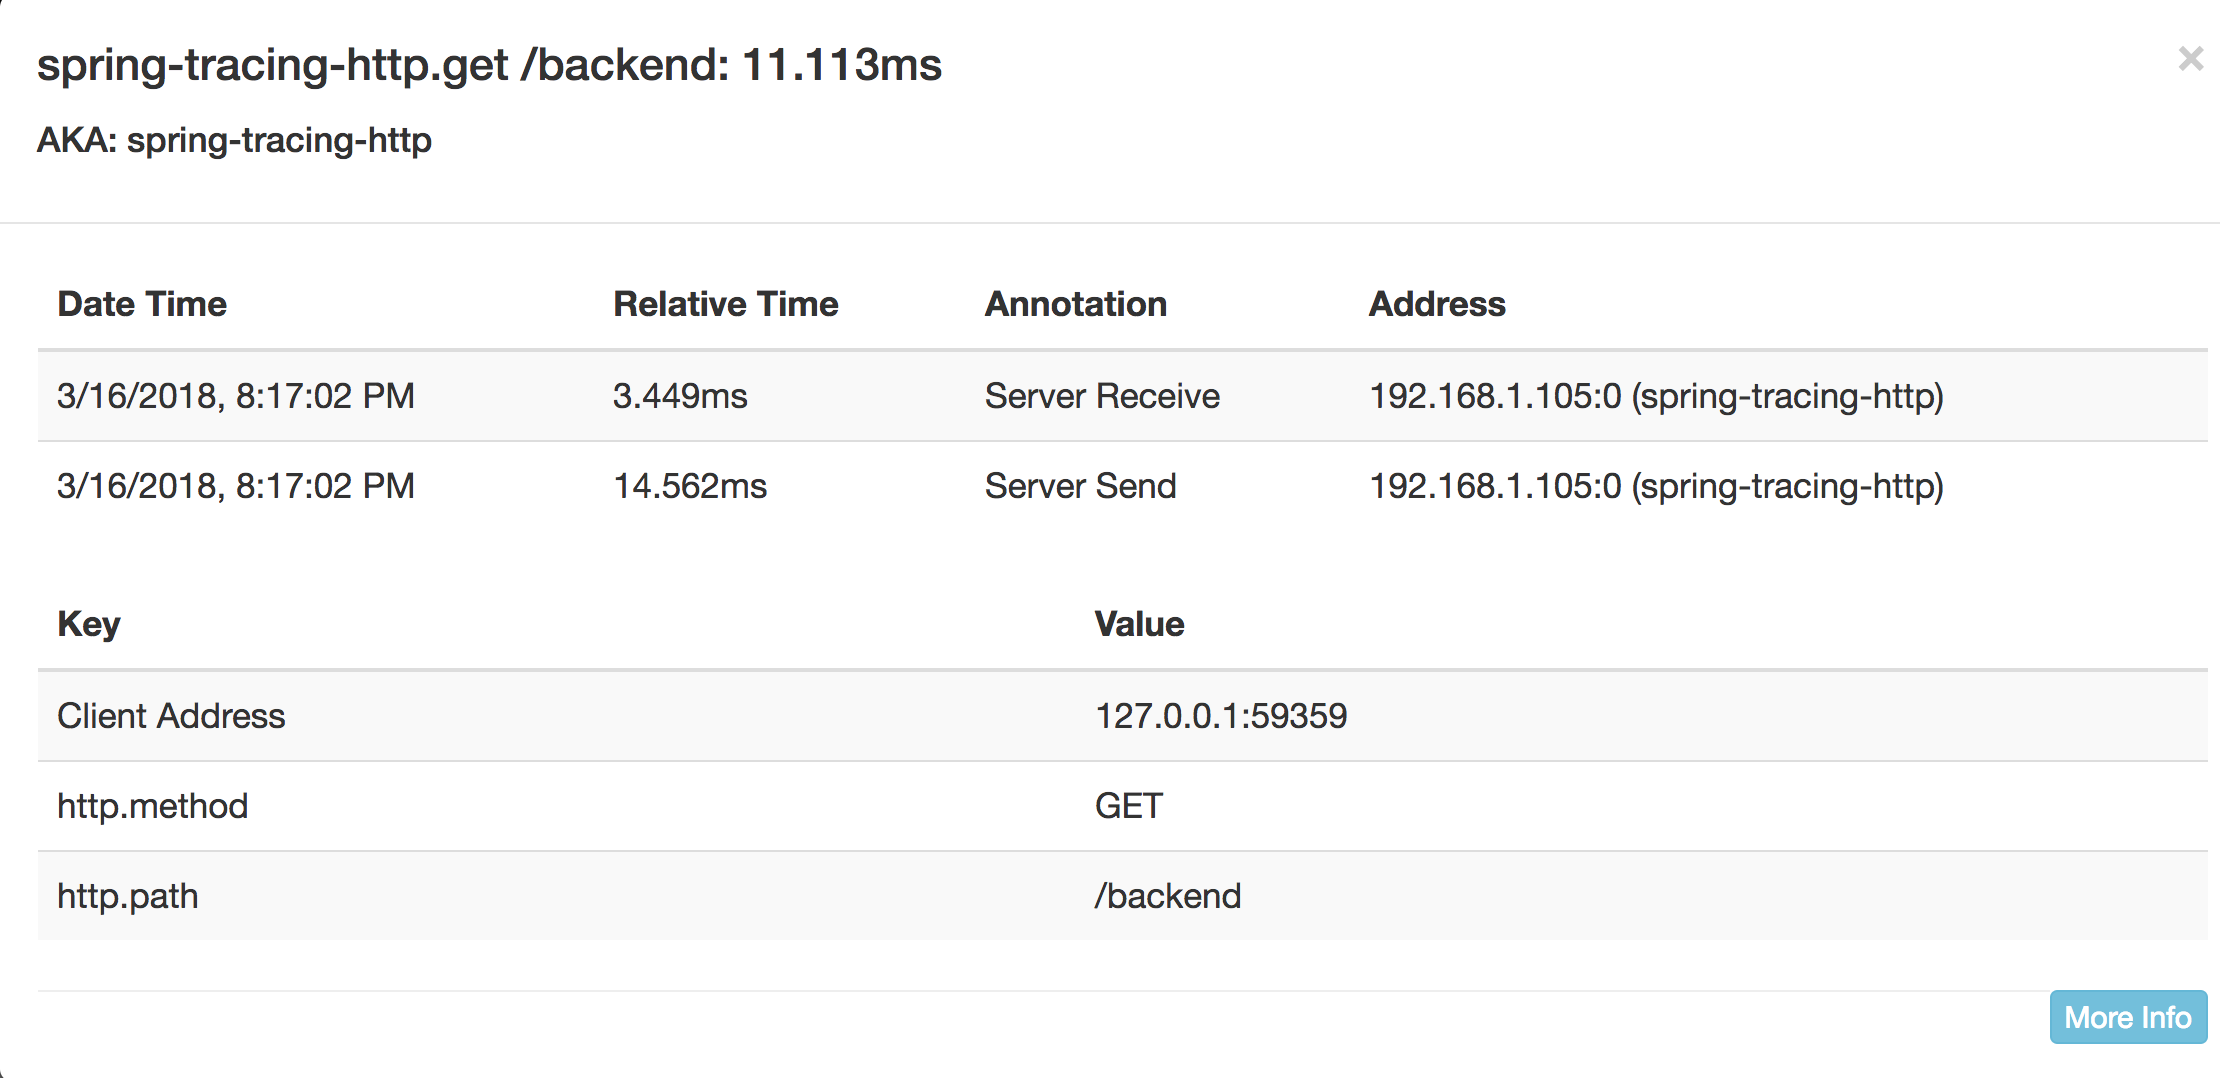 spring-tracing-http.get /backend: 11.113ms
×
AKA: spring-tracing-http
Date Time Relative Time Annotation Address
3/16/2018, 8:17:02 PM 3.449ms Server Receive 192.168.1.105:0 (spring-tracing-http)
3/16/2018, 8:17:02 PM 14.562ms Server Send 192.168.1.105:0 (spring-tracing-http)
Key Value
Client Address 127.0.0.1:59359
http.method GET
http.path /backend
More Info